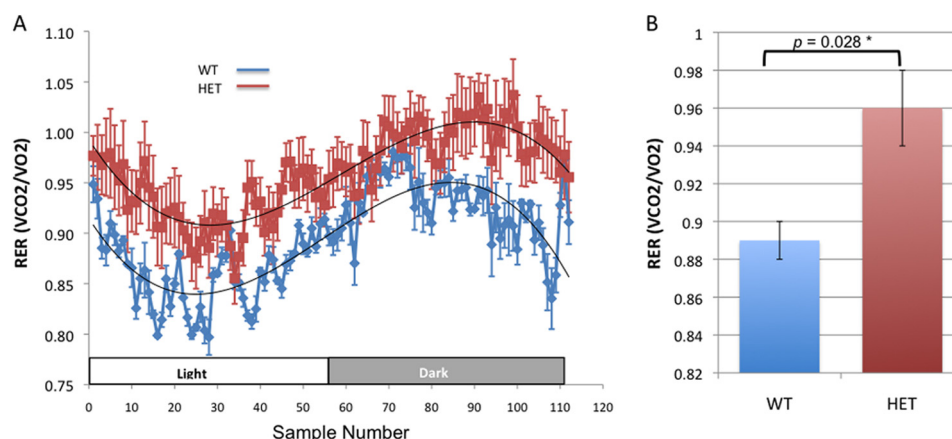 A
RER (VCO2/VO2)
1.10
1.05
1.00
0.95
0.90
0.85
0.80
0.75
WT
HET
Light
Dark
0 10 20 30 40 50 60 70 80 90 100 110 120
Sample Number
B
RER (VCO2/VO2)
1
0.98
0.96
0.94
0.92
0.9
0.88
0.86
0.84
0.82
p = 0.028 *
WT HET